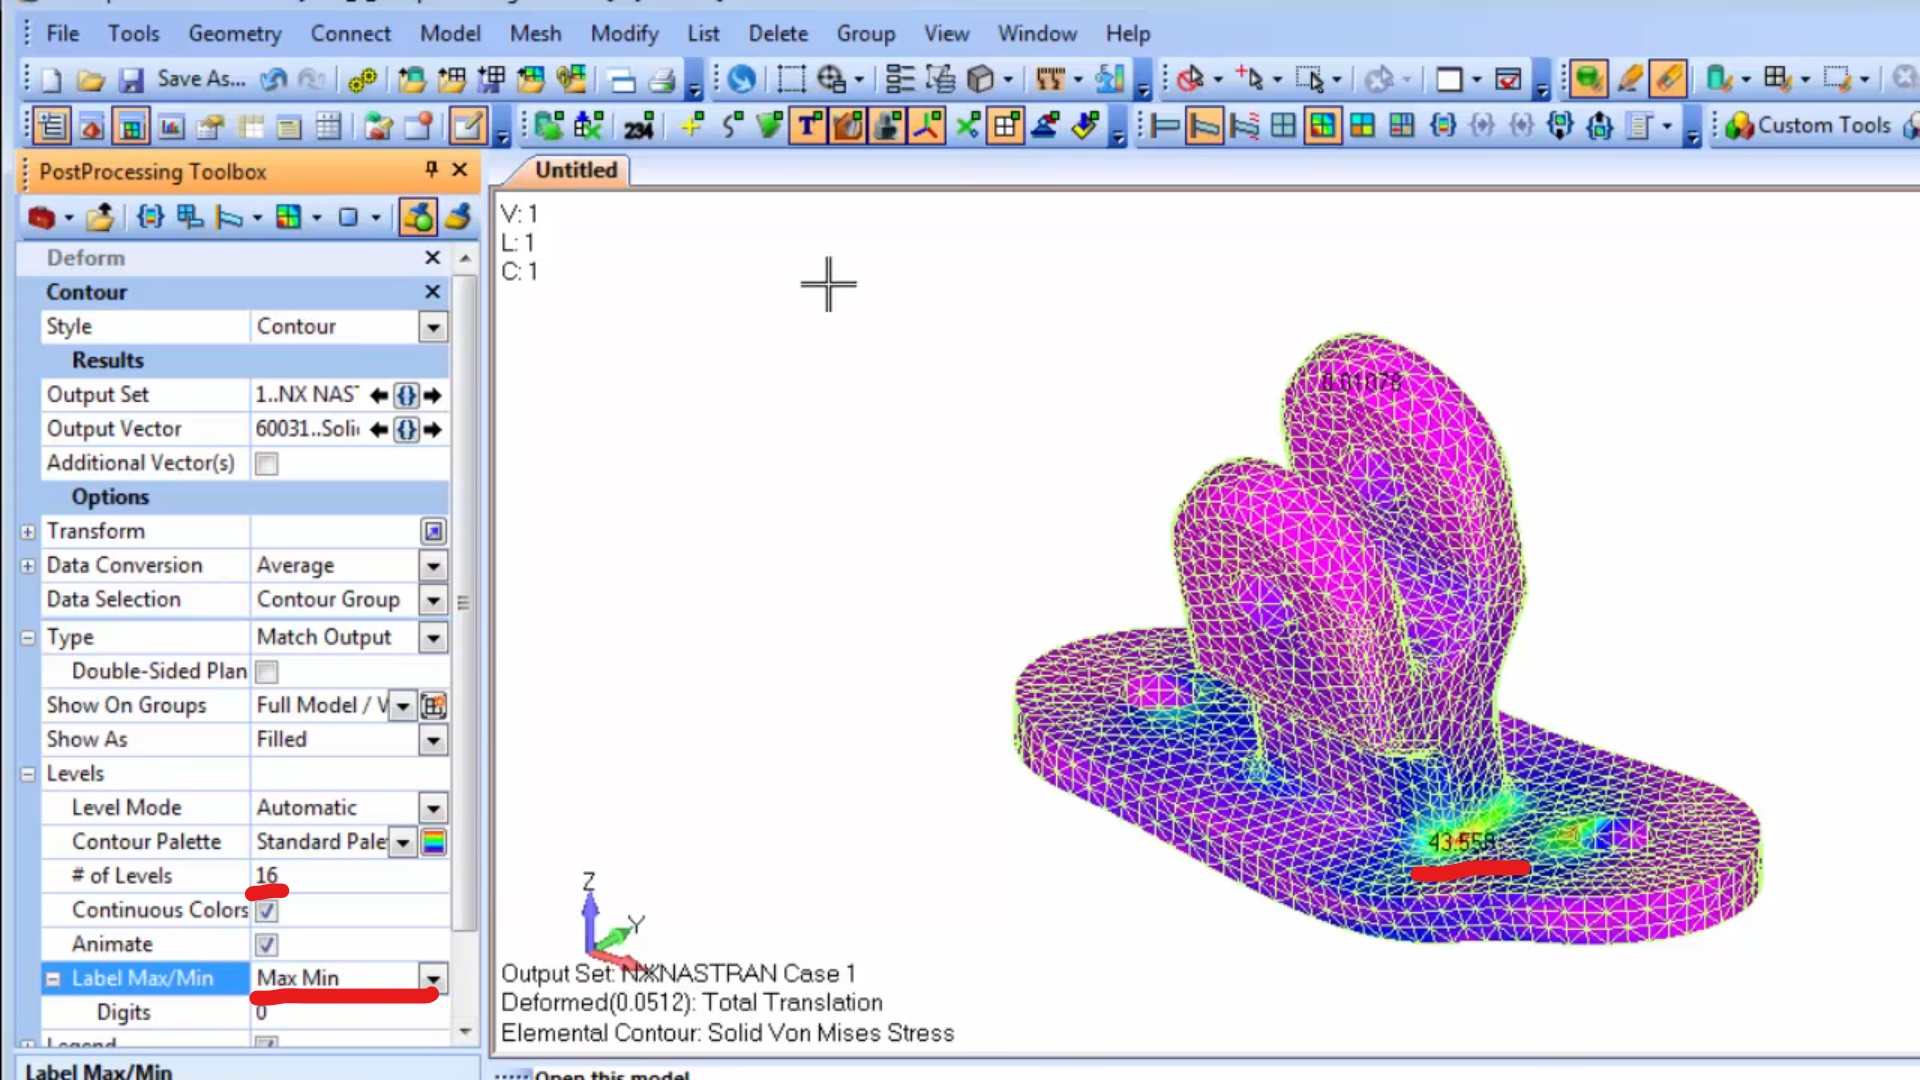 File Tools Geometry Connect Model Mesh Modify List Delete Group View Window Help
Save As...
234 T Custom Tools
PostProcessing Toolbox
Untitled
Deform
Contour
Style Contour
Results
Output Set 1..NX NAST
Output Vector 60031..Soli
Additional Vector(s)
Options
Transform
Data Conversion Average
Data Selection Contour Group
Type Match Output
Double-Sided Plan
Show On Groups Full Model / V
Show As Filled
Levels
Level Mode Automatic
Contour Palette Standard Pale
# of Levels 16
Continuous Colors
Animate
Label Max/Min Max Min
Digits 0
Legend
Label Max/Min
V: 1
L: 1
C: 1
43.558
Z
Y
Output Set: NX NASTRAN Case 1
Deformed(0.0512): Total Translation
Elemental Contour: Solid Von Mises Stress
Open this model